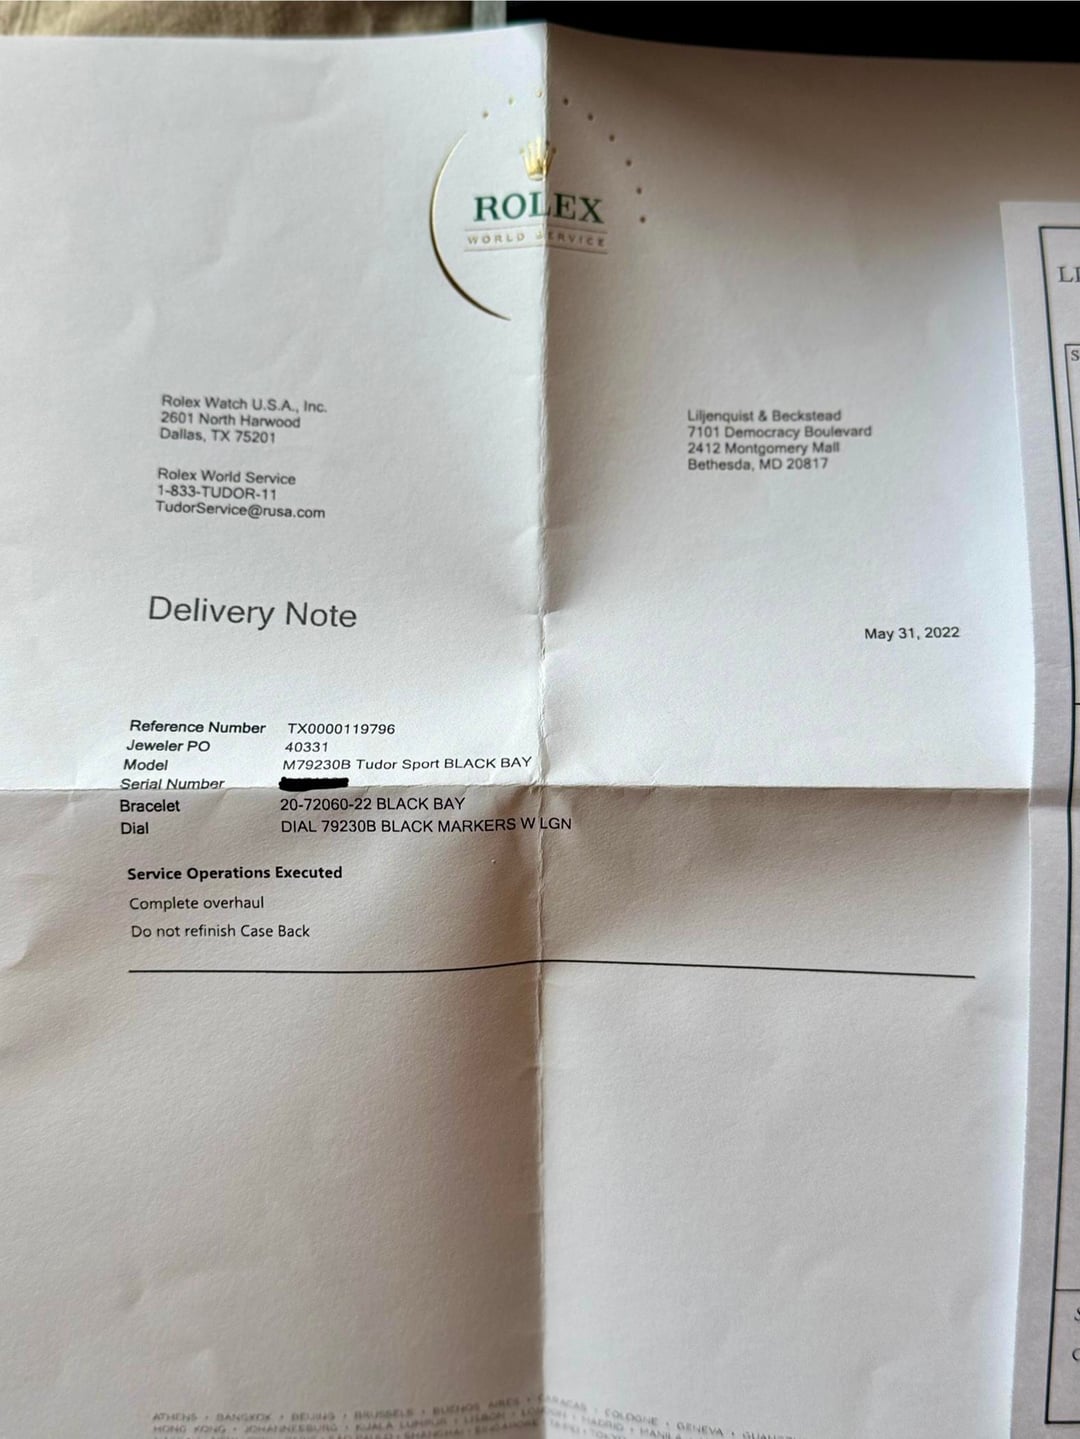 ROLEX
WORLD SERVICE
Rolex Watch U.S.A., Inc.
2601 North Harwood
Dallas, TX 75201
Rolex World Service
1-833-TUDOR-11
TudorService@rusa.com
Liljenquist & Beckstead
7101 Democracy Boulevard
2412 Montgomery Mall
Bethesda, MD 20817
Delivery Note
May 31, 2022
Reference Number TX0000119796
Jeweler PO 40331
Model M79230B Tudor Sport BLACK BAY
Serial Number
Bracelet 20-72060-22 BLACK BAY
Dial DIAL 79230B BLACK MARKERS W LGN
Service Operations Executed
Complete overhaul
Do not refinish Case Back
ATHENS • BANGKOK • BEIJING • BRUSSELS • BUENOS AIRES • CARACAS • COLOGNE • GENEVA
HONG KONG • JOHANNESBURG • KUALA LUMPUR • LISBON • LONDON • MADRID • MANILA